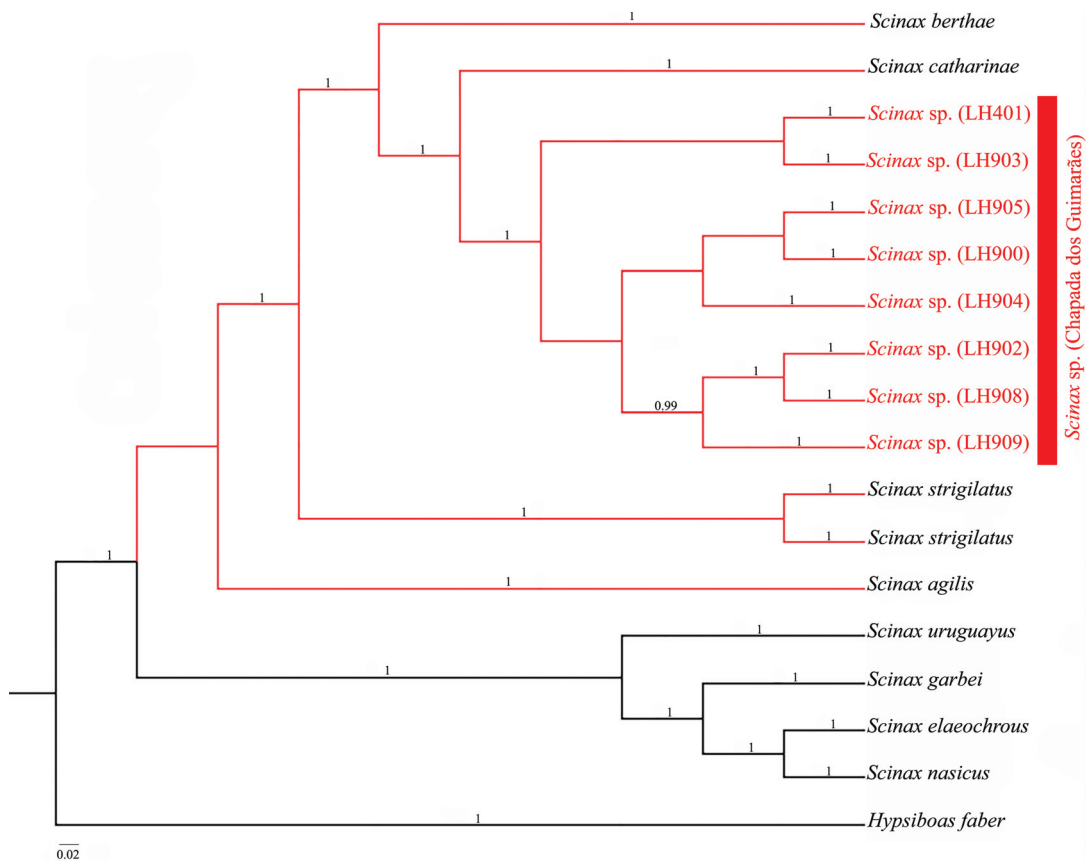 1
Scinax berthae
1
Scinax catharinae
1
1
Scinax sp. (LH401)
1
1
Scinax sp. (LH903)
1
Scinax sp. (LH905)
1
1
Scinax sp. (LH900)
1
1
Scinax sp. (LH904)
1
Scinax sp. (LH902)
1
1
Scinax sp. (LH908)
0.99
1
Scinax sp. (LH909)
Scinax sp. (Chapada dos Guimarães)
1
Scinax strigilatus
1
1
Scinax strigilatus
1
Scinax agilis
1
1
Scinax uruguayus
1
1
Scinax garbei
1
1
Scinax elaeochrous
1
1
Scinax nasicus
1
Hypsiboas faber
0.02